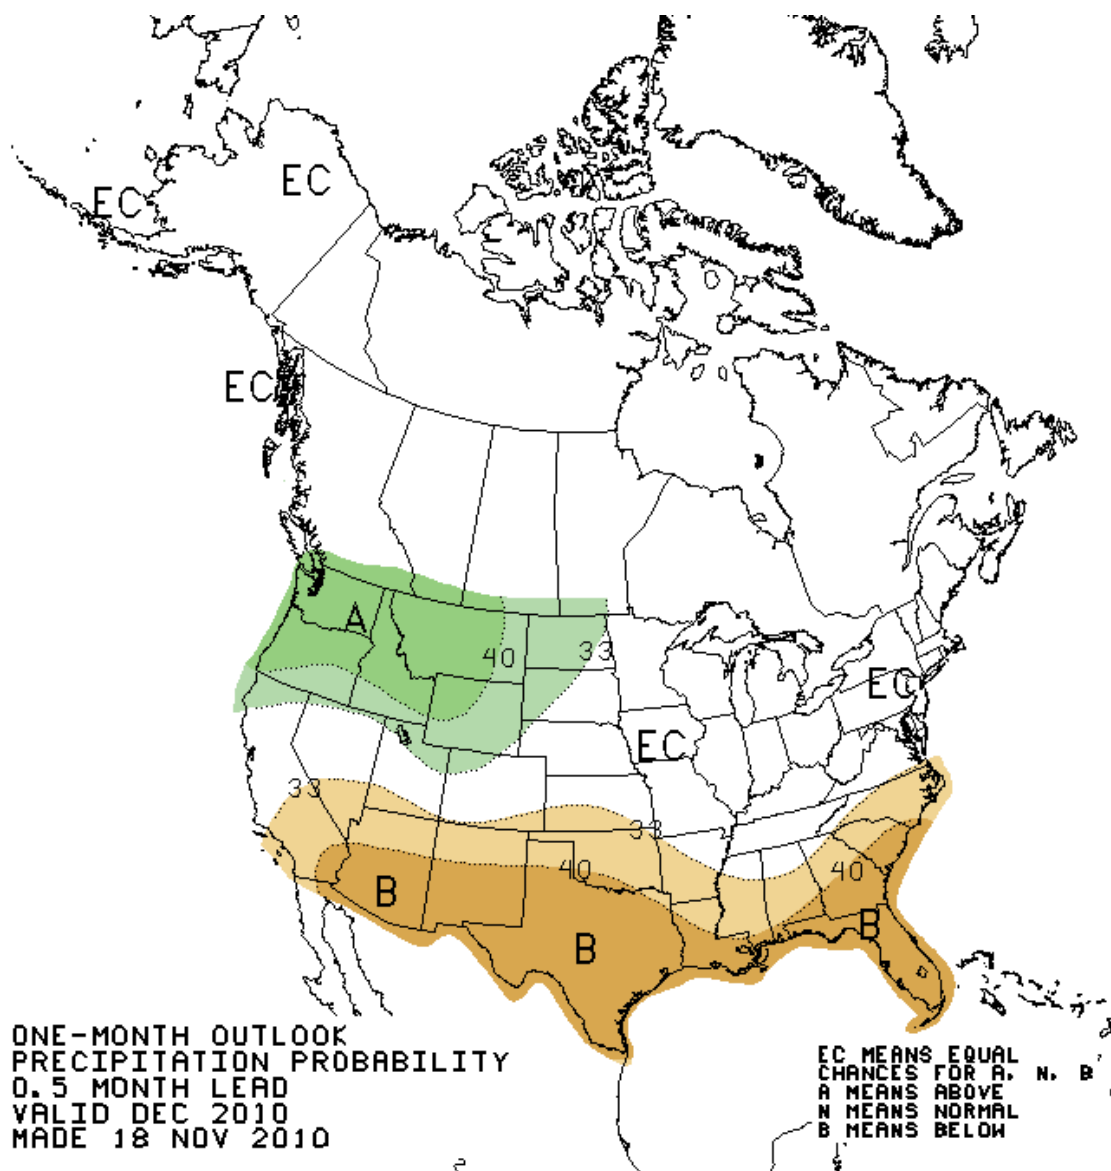 EC
EC
EC
A
40
33
EC
EC
33
33
40
40
B
B
B
ONE-MONTH OUTLOOK
PRECIPITATION PROBABILITY
0.5 MONTH LEAD
VALID DEC 2010
MADE 18 NOV 2010
EC MEANS EQUAL
CHANCES FOR A, N, B
A MEANS ABOVE
N MEANS NORMAL
B MEANS BELOW